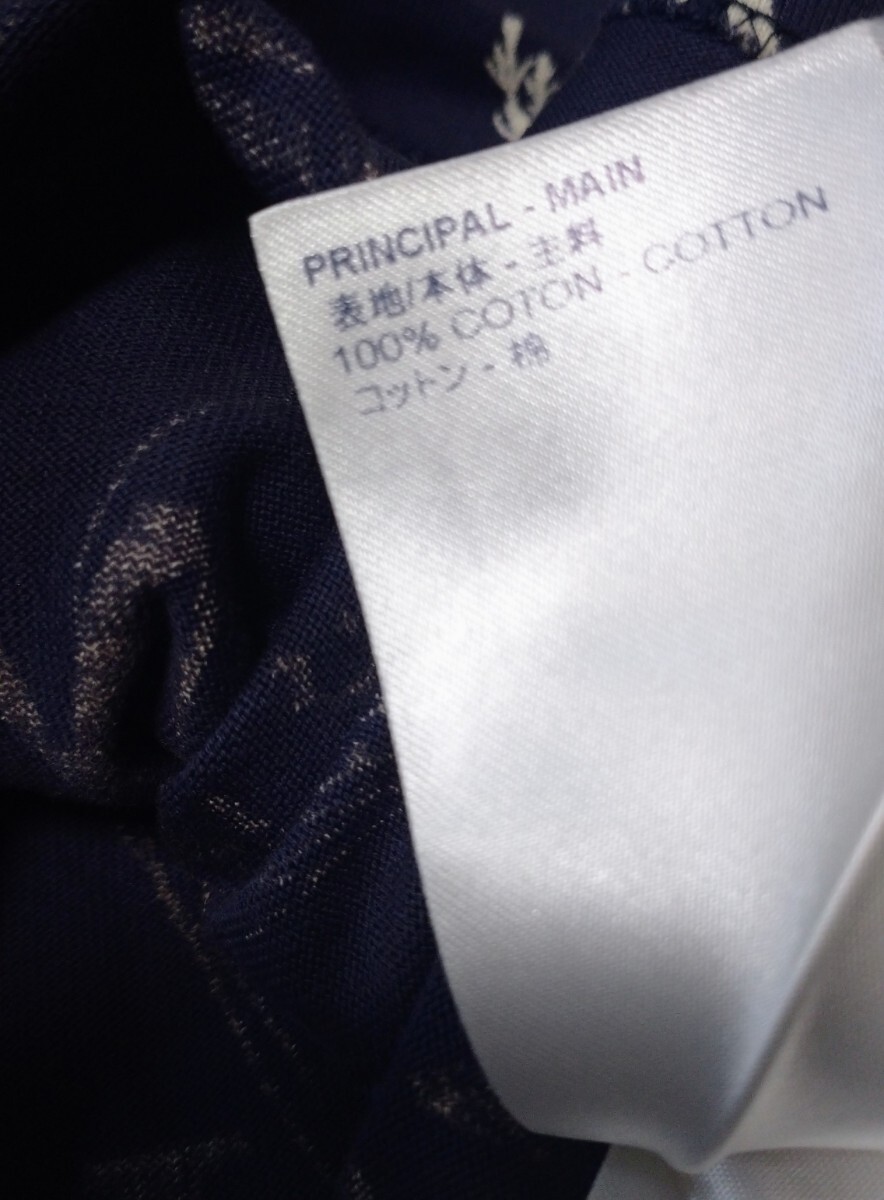 PRINCIPAL - MAIN
表地/本体 - 主料
100% COTON - COTTON
コットン - 棉